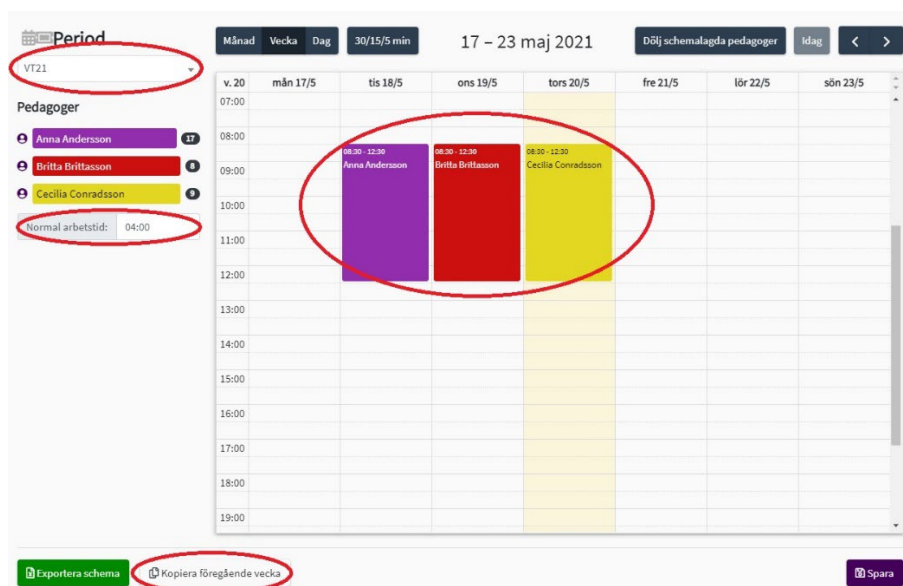 Period
VT21
Pedagoger
Anna Andersson 17
Britta Brittasson 8
Cecilia Conradsson 9
Normal arbetstid: 04:00
Månad Vecka Dag 30/15/5 min 17 – 23 maj 2021 Dölj schemalagda pedagoger Idag
v. 20 mån 17/5 tis 18/5 ons 19/5 tors 20/5 fre 21/5 lör 22/5 sön 23/5
07:00
08:00
08:30 - 12:30 08:30 - 12:30 08:30 - 12:30
Anna Andersson Britta Brittasson Cecilia Conradsson
09:00
10:00
11:00
12:00
13:00
14:00
15:00
16:00
17:00
18:00
19:00
Exportera schema Kopiera föregående vecka Spara